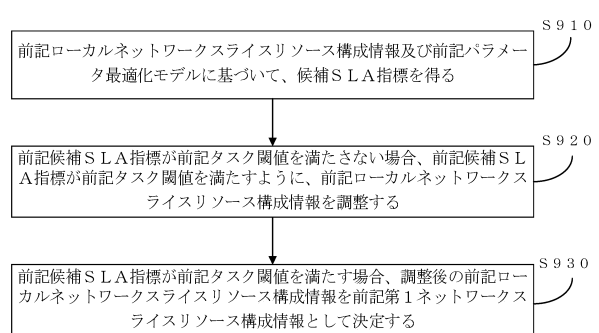 S910
前記ローカルネットワークスライスリソース構成情報及び前記パラメー
タ最適化モデルに基づいて、候補SLA指標を得る
S920
前記候補SLA指標が前記タスク閾値を満たさない場合、前記候補SL
A指標が前記タスク閾値を満たすように、前記ローカルネットワークス
ライスリソース構成情報を調整する
S930
前記候補SLA指標が前記タスク閾値を満たす場合、調整後の前記ロー
カルネットワークスライスリソース構成情報を前記第1ネットワークス
ライスリソース構成情報として決定する